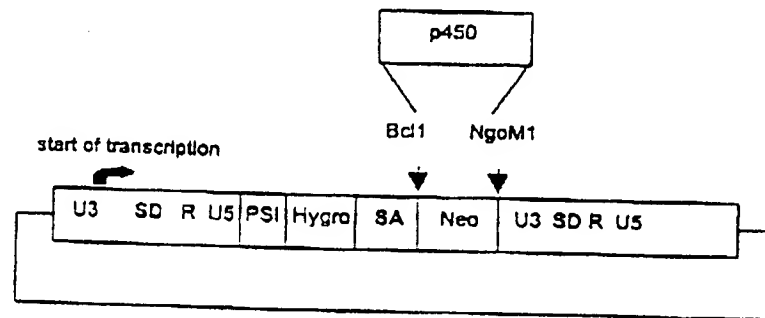 p450
Bcl1 NgoM1
start of transcription
U3 SD R U5 PSI Hygro SA Neo U3 SD R U5